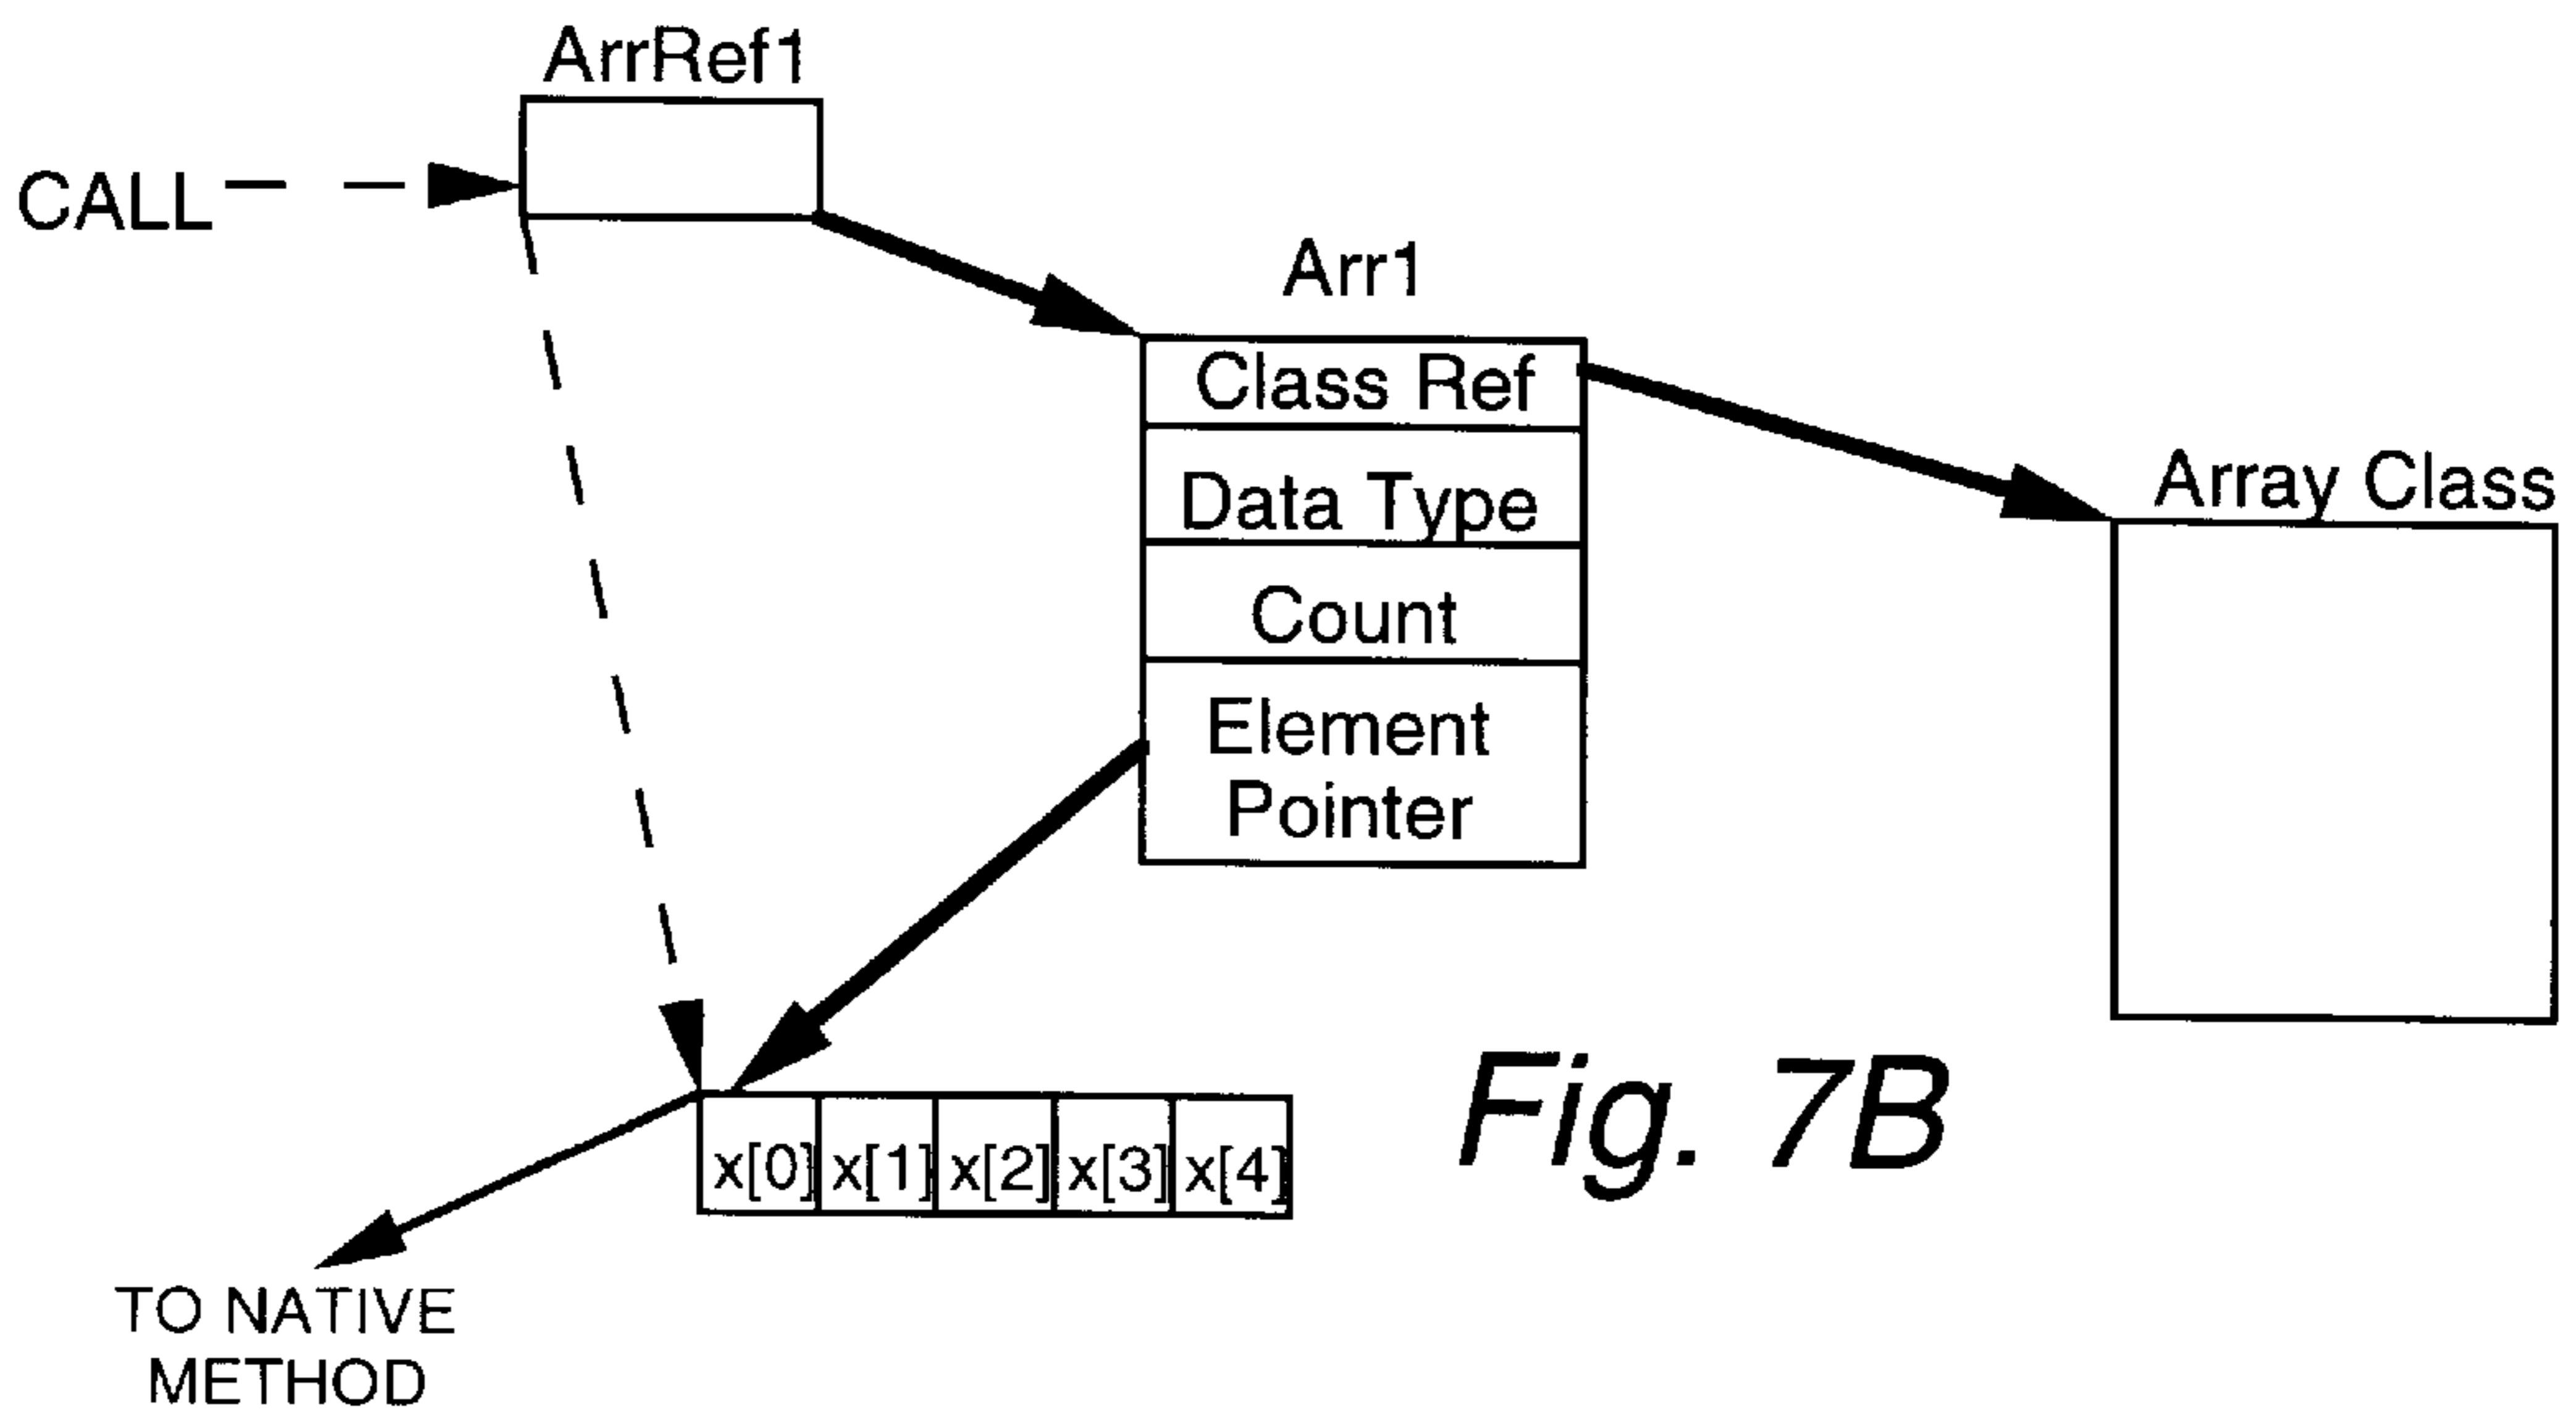 ArrRef1
CALL
Arr1
Class Ref
Data Type
Count
Element
Pointer
Array Class
x[0] x[1] x[2] x[3] x[4]
Fig. 7B
TO NATIVE
METHOD